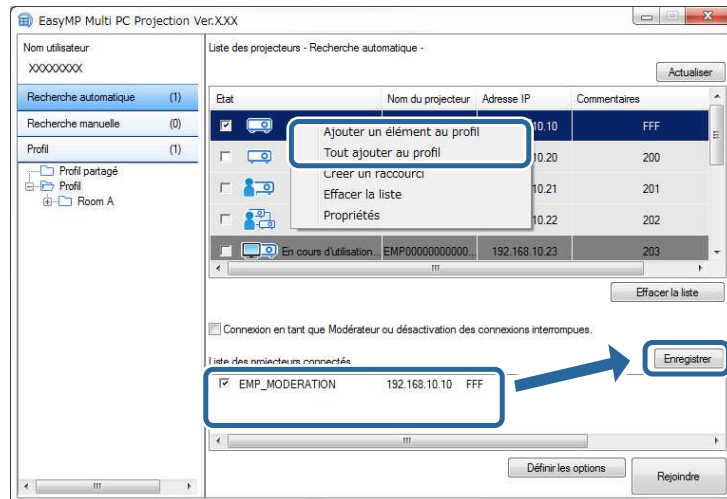 EasyMP Multi PC Projection Ver.X.XX
Nom utilisateur
XXXXXXXX
Recherche automatique (1)
Recherche manuelle (0)
Profil (1)
Profil partagé
Profil
Room A
Liste des projecteurs - Recherche automatique -
Actualiser
Etat Nom du projecteur Adresse IP Commentaires
10.10 FFF
10.20 200
10.21 201
10.22 202
En cours d'utilisation... EMP00000000000... 192.168.10.23 203
Ajouter un élément au profil
Tout ajouter au profil
Créer un raccourci
Effacer la liste
Propriétés
Effacer la liste
Connexion en tant que Modérateur ou désactivation des connexions interrompues.
Liste des projecteurs connectés
Enregistrer
EMP_MODERATION 192.168.10.10 FFF
Définir les options
Rejoindre